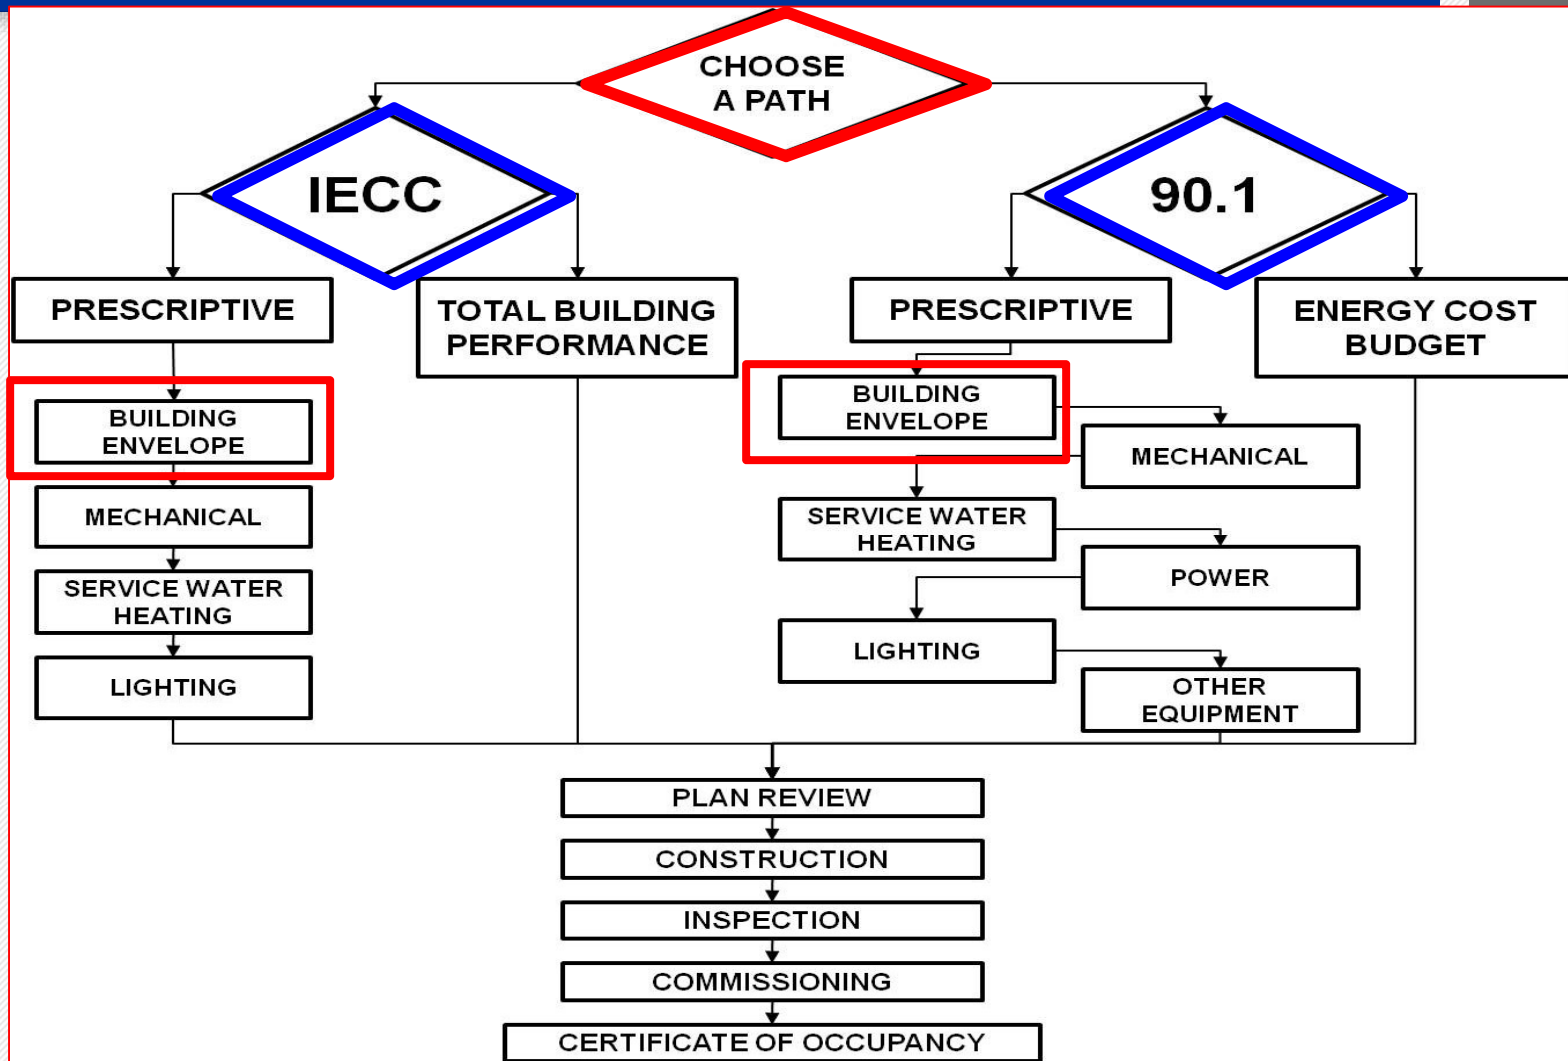 CHOOSE
A PATH
IECC
90.1
PRESCRIPTIVE
TOTAL BUILDING
PERFORMANCE
PRESCRIPTIVE
ENERGY COST
BUDGET
BUILDING
ENVELOPE
MECHANICAL
SERVICE WATER
HEATING
LIGHTING
BUILDING
ENVELOPE
MECHANICAL
SERVICE WATER
HEATING
POWER
LIGHTING
OTHER
EQUIPMENT
PLAN REVIEW
CONSTRUCTION
INSPECTION
COMMISSIONING
CERTIFICATE OF OCCUPANCY